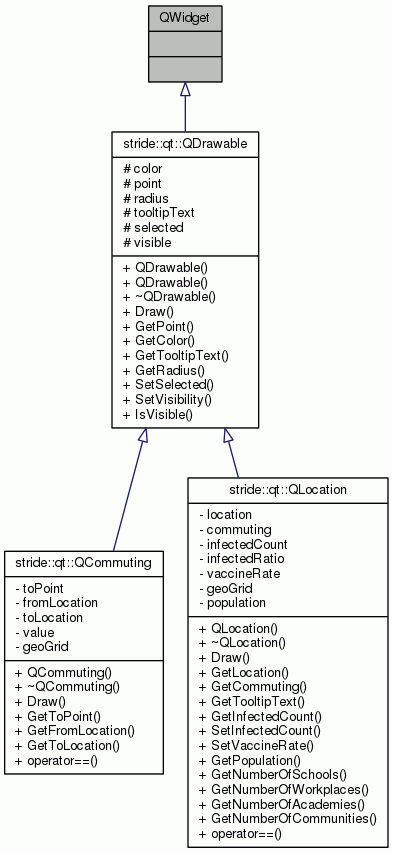 QWidget
stride::qt::QDrawable
# color
# point
# radius
# tooltipText
# selected
# visible
+ QDrawable()
+ QDrawable()
+ ~QDrawable()
+ Draw()
+ GetPoint()
+ GetColor()
+ GetTooltipText()
+ GetRadius()
+ SetSelected()
+ SetVisibility()
+ IsVisible()
stride::qt::QCommuting
- toPoint
- fromLocation
- toLocation
- value
- geoGrid
+ QCommuting()
+ ~QCommuting()
+ Draw()
+ GetToPoint()
+ GetFromLocation()
+ GetToLocation()
+ operator==()
stride::qt::QLocation
- location
- commuting
- infectedCount
- infectedRatio
- vaccineRate
- geoGrid
- population
+ QLocation()
+ ~QLocation()
+ Draw()
+ GetLocation()
+ GetCommuting()
+ GetTooltipText()
+ GetInfectedCount()
+ SetInfectedCount()
+ SetVaccineRate()
+ GetPopulation()
+ GetNumberOfSchools()
+ GetNumberOfWorkplaces()
+ GetNumberOfAcademies()
+ GetNumberOfCommunities()
+ operator==()